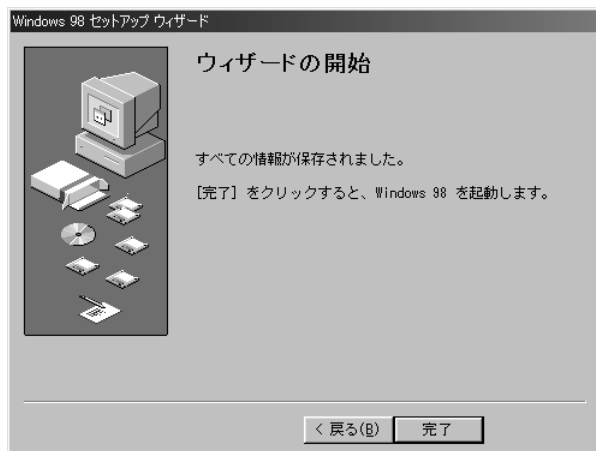 Windows 98 セットアップ ウィザード
ウィザードの開始
すべての情報が保存されました。
[完了] をクリックすると、Windows 98 を起動します。
< 戻る(B)
完了